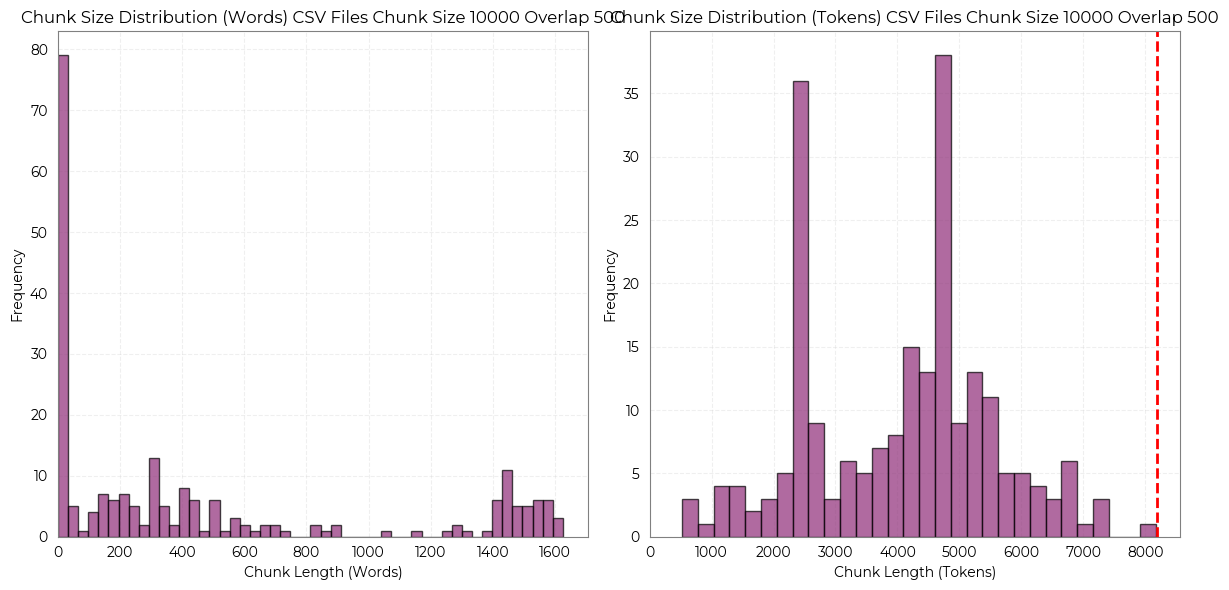 Chunk Size Distribution (Words) CSV Files Chunk Size 10000 Overlap 500
Frequency
80
70
60
50
40
30
20
10
0
0 200 400 600 800 1000 1200 1400 1600
Chunk Length (Words)
Chunk Size Distribution (Tokens) CSV Files Chunk Size 10000 Overlap 500
Frequency
35
30
25
20
15
10
5
0
0 1000 2000 3000 4000 5000 6000 7000 8000
Chunk Length (Tokens)